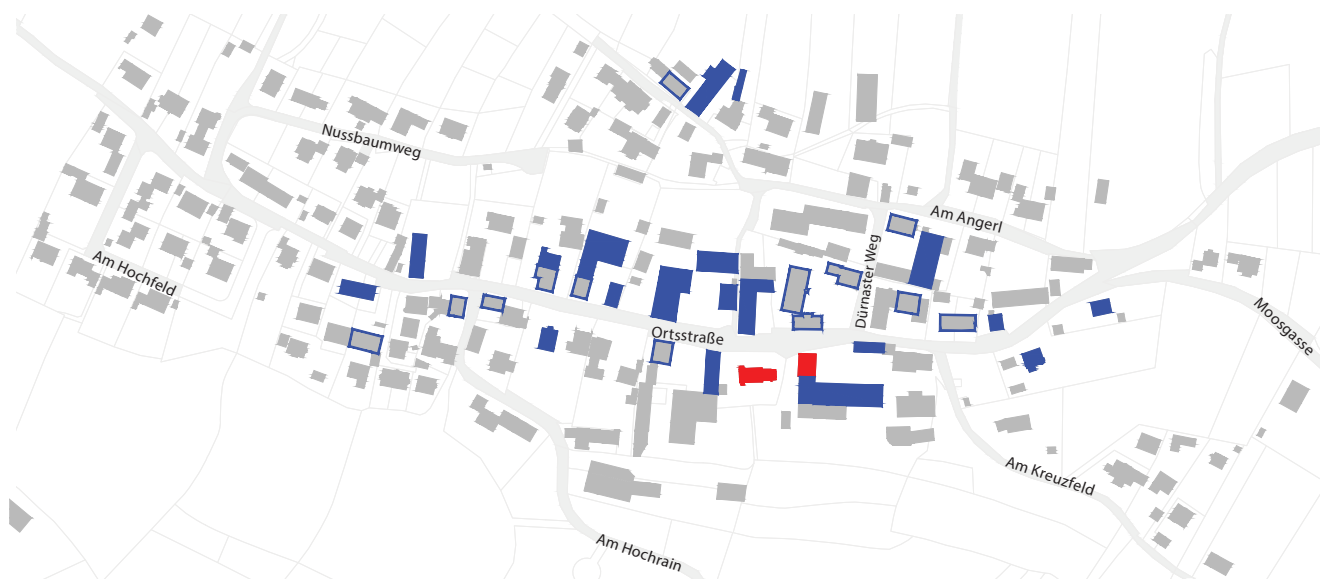 Nussbaumweg
Am Angerl
Am Hochfeld
Dürnaster Weg
Moosgasse
Ortsstraße
Am Kreuzfeld
Am Hochrain